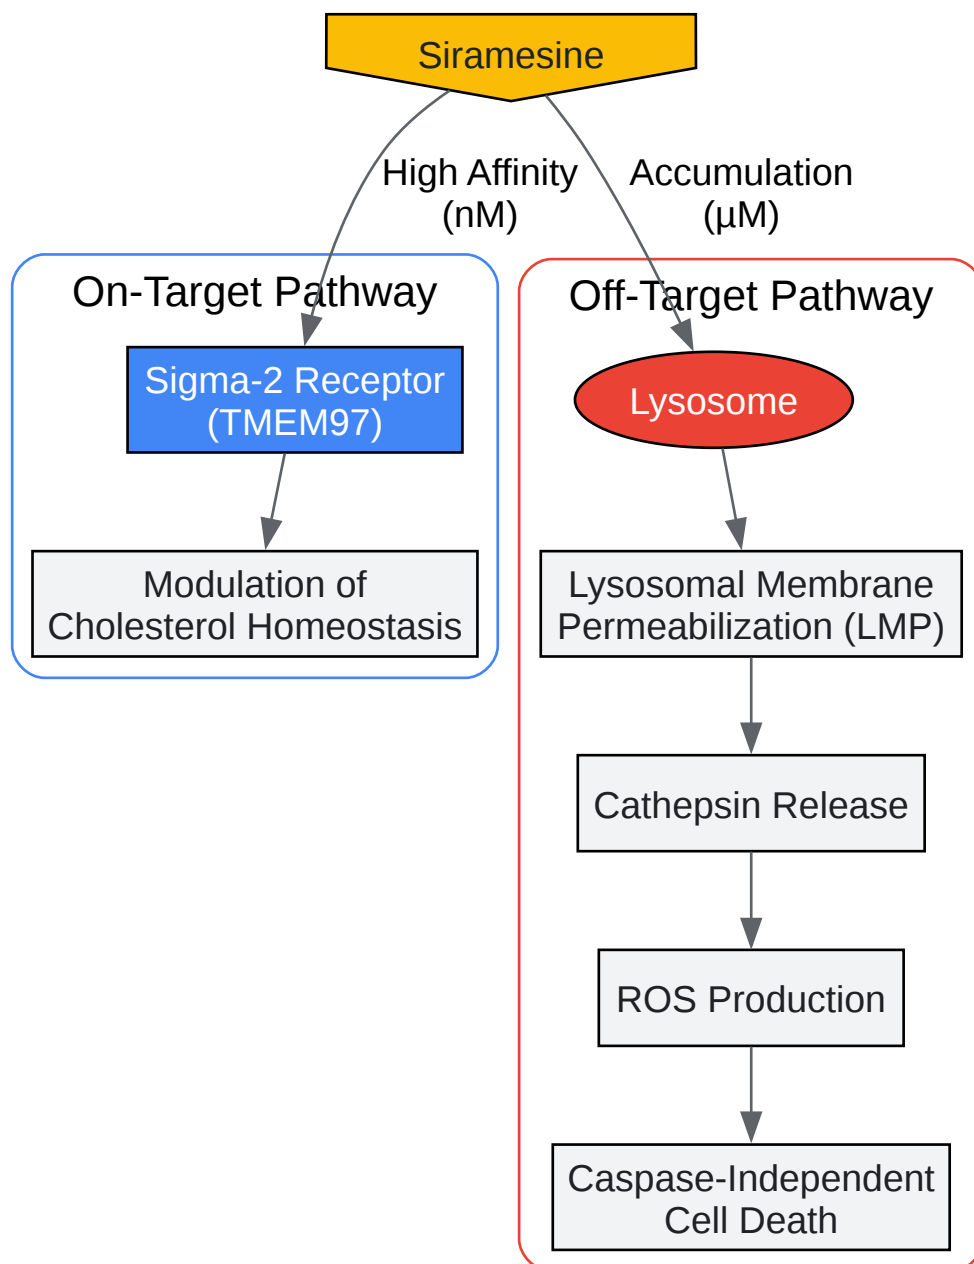 Siramesine
High Affinity
(nM)
Accumulation
(µM)
On-Target Pathway
Sigma-2 Receptor
(TMEM97)
Modulation of
Cholesterol Homeostasis
Off-Target Pathway
Lysosome
Lysosomal Membrane
Permeabilization (LMP)
Cathepsin Release
ROS Production
Caspase-Independent
Cell Death